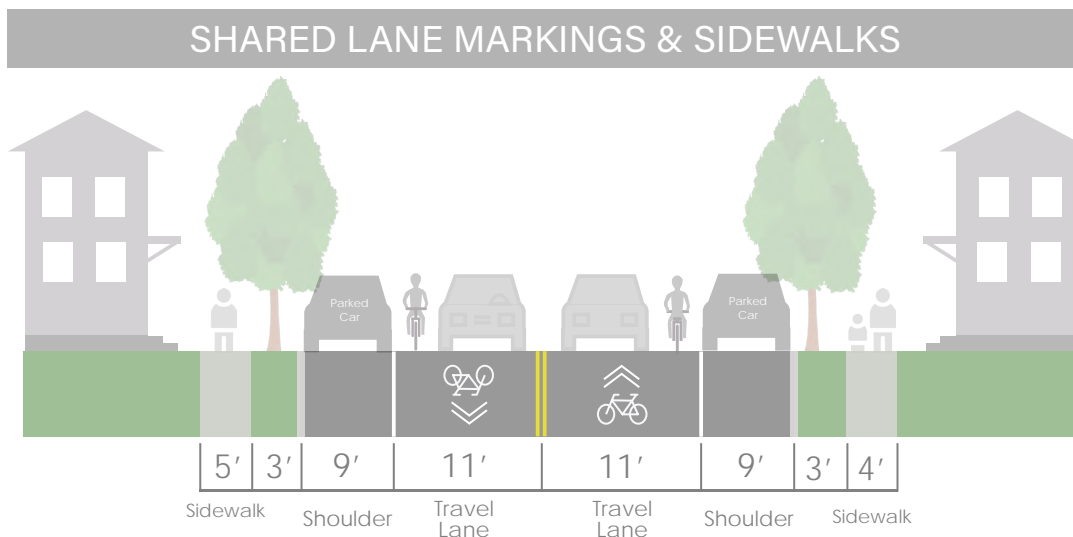 SHARED LANE MARKINGS & SIDEWALKS
Parked
Car
Parked
Car
5′ 3′ 9′ 11′ 11′ 9′ 3′ 4′
Sidewalk Shoulder Travel Lane Travel Lane Shoulder Sidewalk